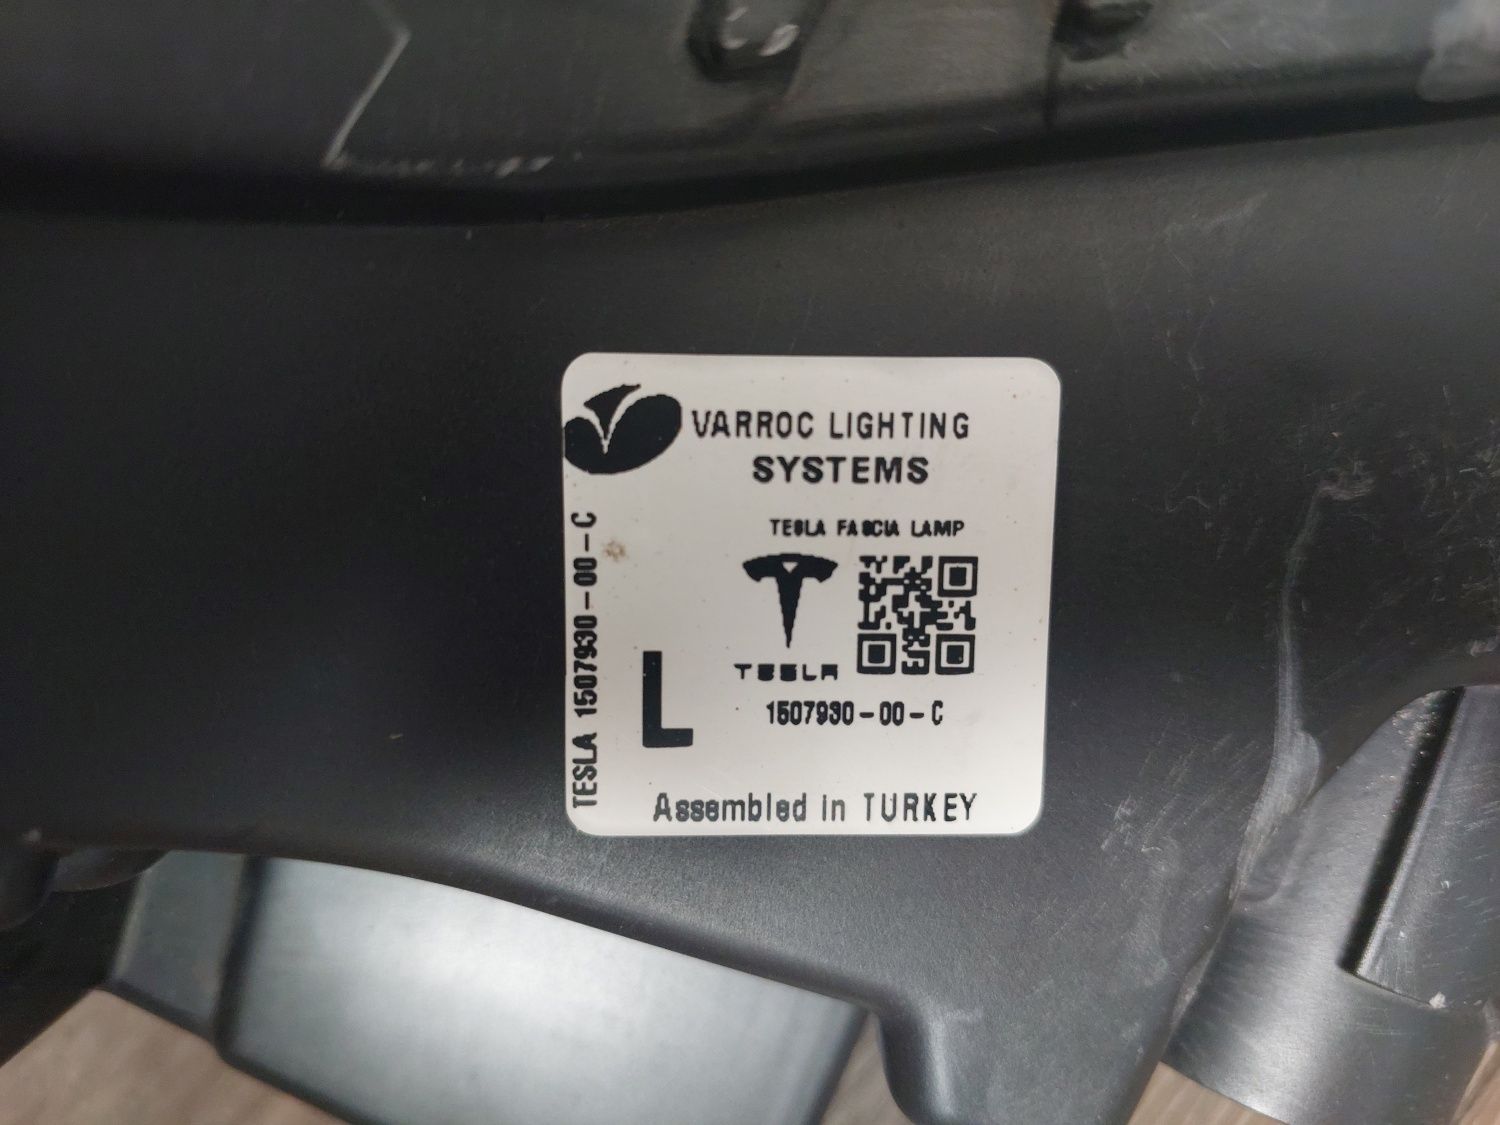 VARROC LIGHTING
SYSTEMS
TESLA FASCIA LAMP
TESLA
L
1507930-00-C
Assembled in TURKEY
TESLA 1507930-00-C